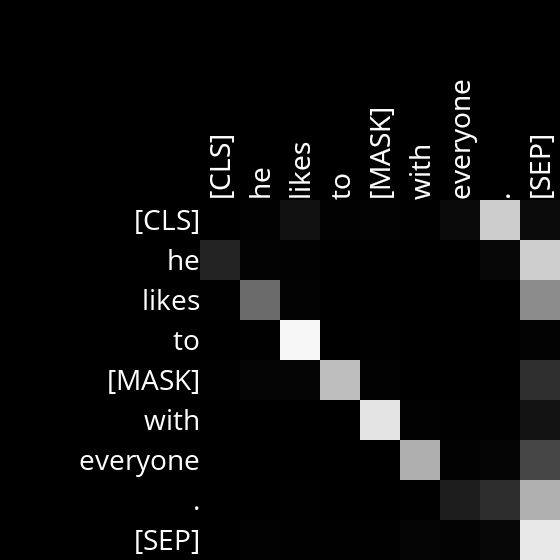 [CLS] he likes to [MASK] with everyone . [SEP]
[CLS]
he
likes
to
[MASK]
with
everyone
.
[SEP]